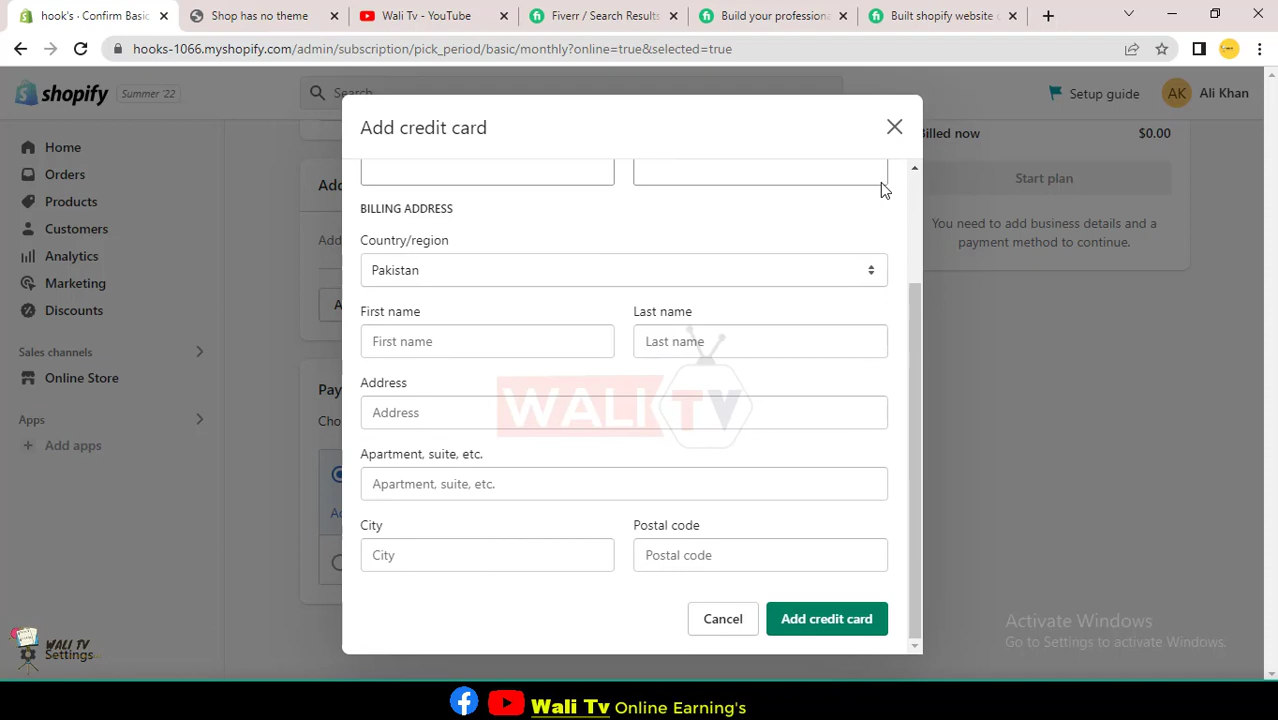 hook's - Confirm Basic
Shop has no theme
Wali Tv - YouTube
Fiverr / Search Results
Build your professiona
Built shopify website
hooks-1066.myshopify.com/admin/subscription/pick_period/basic/monthly?online=true&selected=true
shopify
Summer '22
Search
Setup guide
AK
Ali Khan
Add credit card
Billed now
$0.00
Home
Orders
Products
Customers
Analytics
Marketing
Discounts
Sales channels
Online Store
Apps
Add apps
Start plan
You need to add business details and a
payment method to continue.
BILLING ADDRESS
Country/region
Pakistan
First name
Last name
First name
Last name
Address
Address
WALI TV
Apartment, suite, etc.
Apartment, suite, etc.
City
Postal code
City
Postal code
Cancel
Add credit card
Activate Windows
Go to Settings to activate Windows.
WALI TV
Settings
Wali Tv Online Earning's